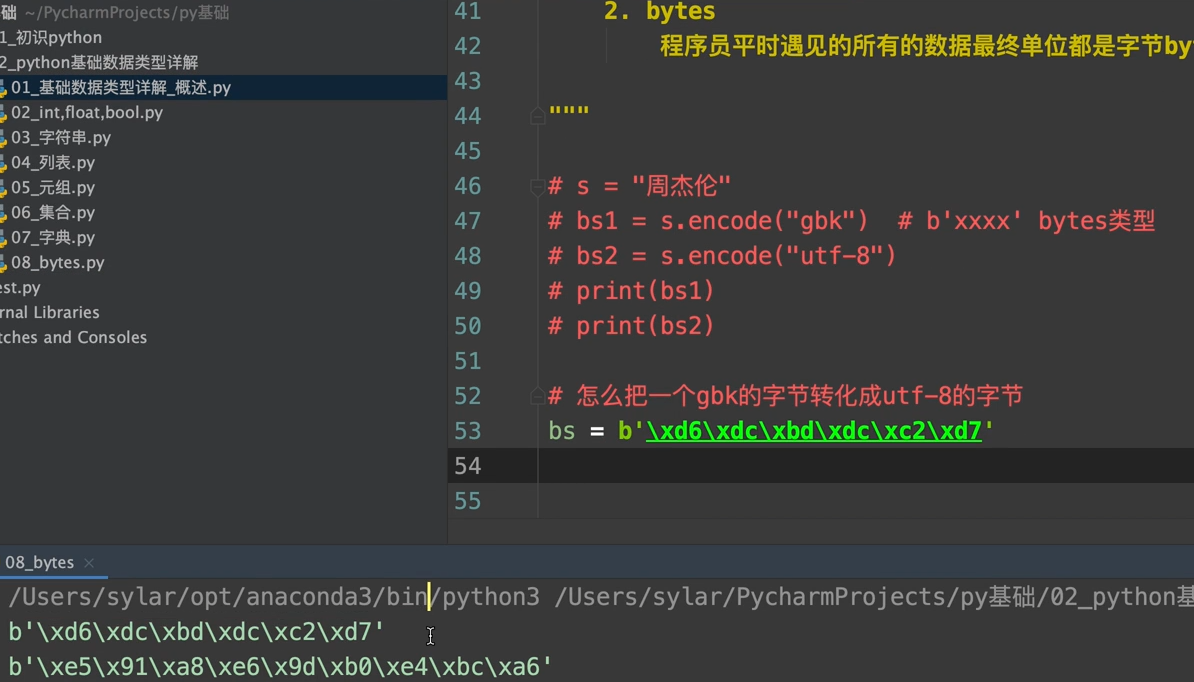 础 ~/PycharmProjects/py基础
1_初识python
2_python基础数据类型详解
01_基础数据类型详解_概述.py
02_int,float,bool.py
03_字符串.py
04_列表.py
05_元组.py
06_集合.py
07_字典.py
08_bytes.py
est.py
rnal Libraries
tches and Consoles
41 2. bytes
42 程序员平时遇见的所有的数据最终单位都是字节by
43
44 """
45
46 # s = "周杰伦"
47 # bs1 = s.encode("gbk")  # b'xxxx' bytes类型
48 # bs2 = s.encode("utf-8")
49 # print(bs1)
50 # print(bs2)
51
52 # 怎么把一个gbk的字节转化成utf-8的字节
53 bs = b'\xd6\xdc\xbd\xdc\xc2\xd7'
54
55
08_bytes ×
/Users/sylar/opt/anaconda3/bin/python3 /Users/sylar/PycharmProjects/py基础/02_python基
b'\xd6\xdc\xbd\xdc\xc2\xd7'
b'\xe5\x91\xa8\xe6\x9d\xb0\xe4\xbc\xa6'